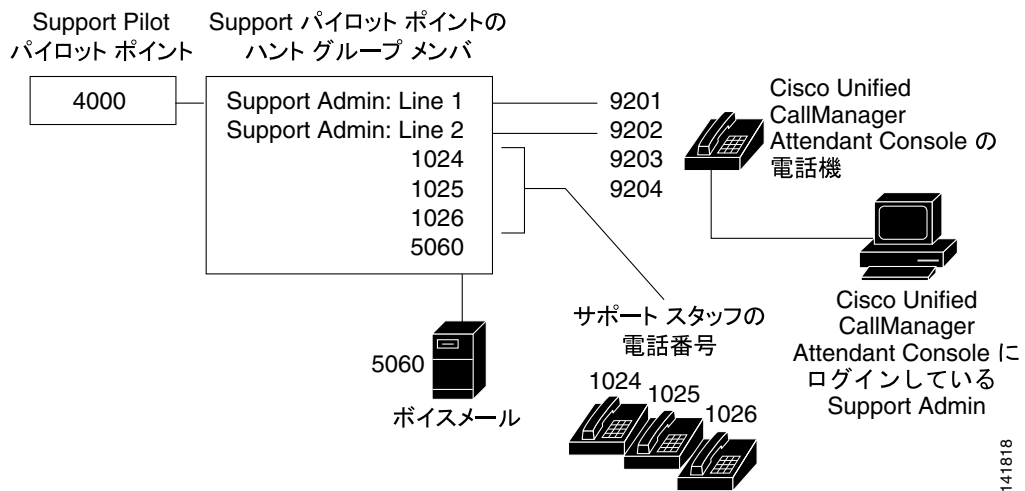 Support Pilot
パイロット ポイント
4000
Support パイロット ポイントの
ハント グループ メンバ
Support Admin: Line 1
Support Admin: Line 2
1024
1025
1026
5060
9201
9202
9203
9204
Cisco Unified
CallManager
Attendant Console の
電話機
Cisco Unified
CallManager
Attendant Console に
ログインしている
Support Admin
サポート スタッフの
電話番号
1024
1025
1026
5060
ボイスメール
141818